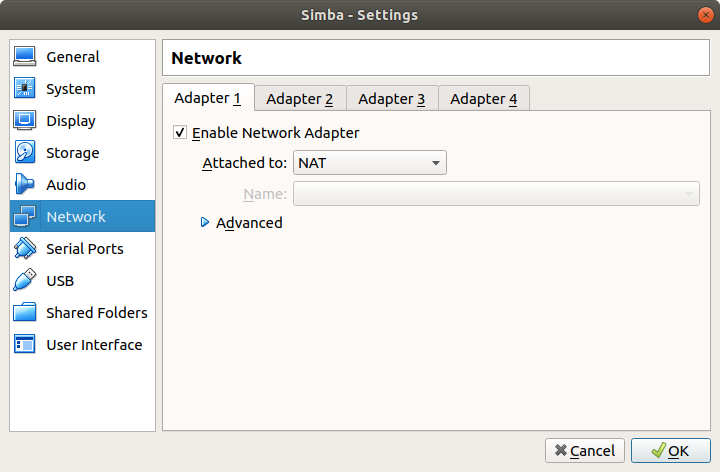 Simba - Settings
General
System
Display
Storage
Audio
Network
Serial Ports
USB
Shared Folders
User Interface
Network
Adapter 1 Adapter 2 Adapter 3 Adapter 4
Enable Network Adapter
Attached to: NAT
Name:
Advanced
Cancel OK